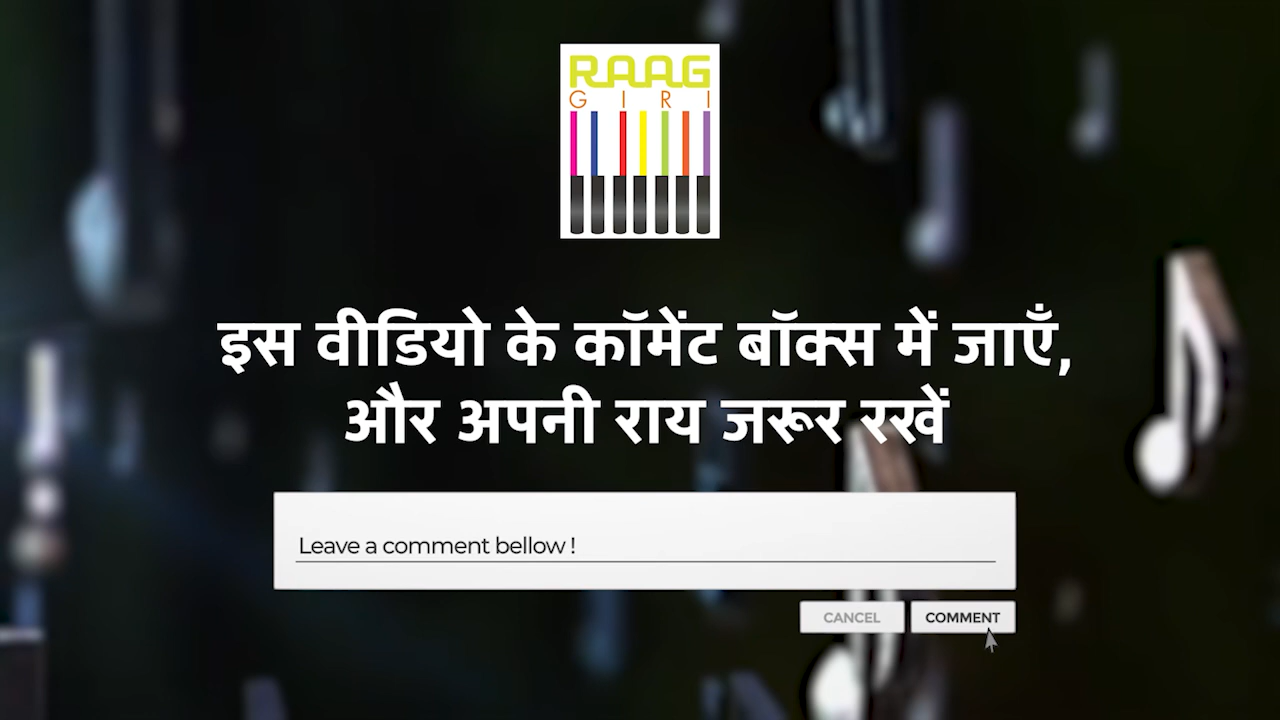 RAAG
GIRI
इस वीडियो के कॉमेंट बॉक्स में जाएँ,
और अपनी राय जरूर रखें
Leave a comment bellow !
CANCEL
COMMENT